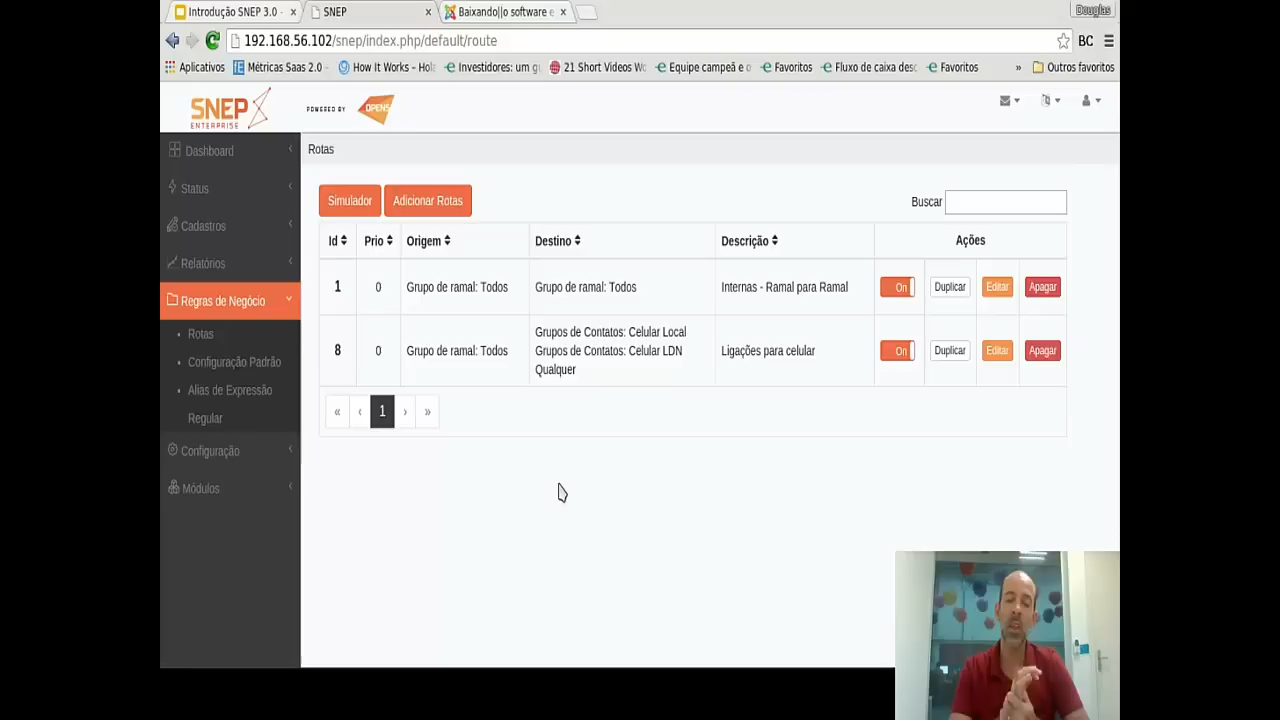 Introdução SNEP 3.0 -
SNEP
Baixando||o software e
Douglas
192.168.56.102/snep/index.php/default/route
BC
Aplicativos
Métricas Saas 2.0 -
How It Works - Hol
Investidores: um g
21 Short Videos W
Equipe campeã e o
Favoritos
Fluxo de caixa des
Favoritos
»
Outros favoritos
SNEP
ENTERPRISE
POWERED BY
OPENS
Dashboard
Status
Cadastros
Relatórios
Regras de Negócio
Rotas
Configuração Padrão
Alias de Expressão
Regular
Configuração
Módulos
Rotas
Simulador
Adicionar Rotas
Buscar
Id Prio Origem Destino Descrição Ações
1 0 Grupo de ramal: Todos Grupo de ramal: Todos Internas - Ramal para Ramal On Duplicar Editar Apagar
Grupos de Contatos: Celular Local
8 0 Grupo de ramal: Todos Grupos de Contatos: Celular LDN Ligações para celular On Duplicar Editar Apagar
Qualquer
« ‹ 1 › »